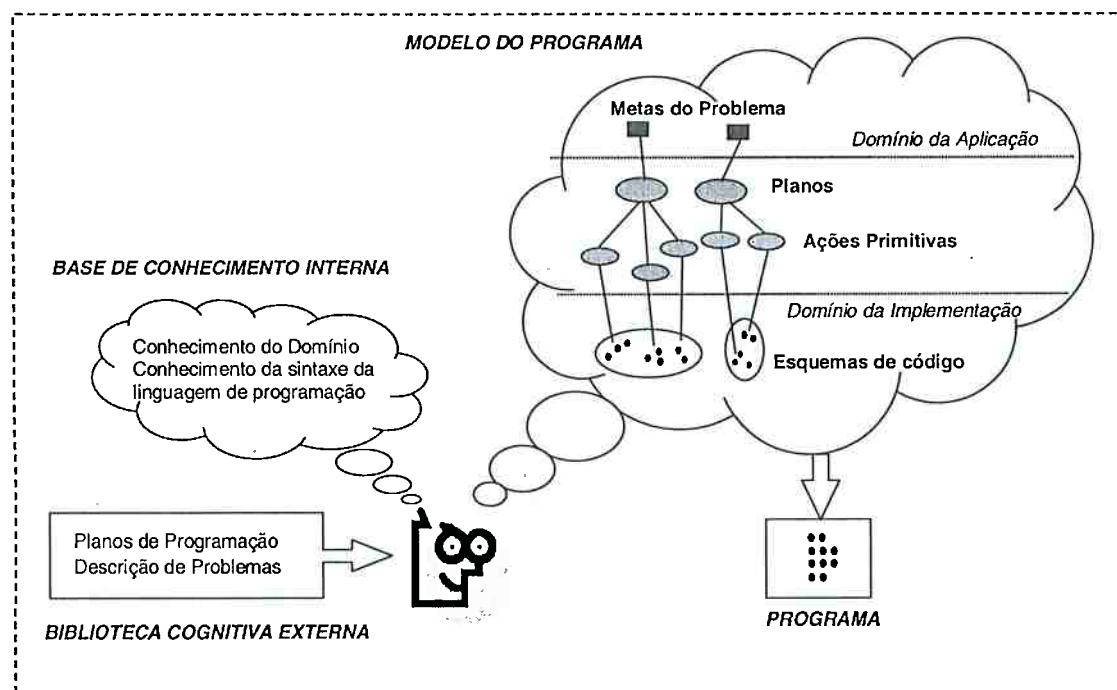 MODELO DO PROGRAMA
Metas do Problema
Domínio da Aplicação
Planos
Ações Primitivas
BASE DE CONHECIMENTO INTERNA
Domínio da Implementação
Conhecimento do Domínio
Conhecimento da sintaxe da
linguagem de programação
Esquemas de código
Planos de Programação
Descrição de Problemas
BIBLIOTECA COGNITIVA EXTERNA
PROGRAMA